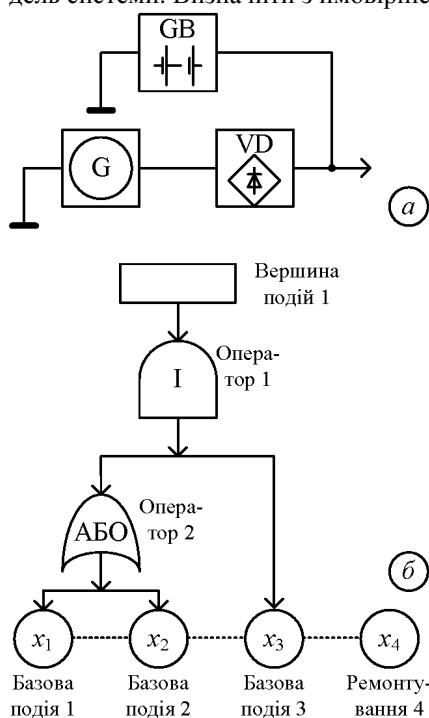 дель системи. Визначити з ймовірніс
GB
G
VD
а
Вершина
подій 1
І
Опера-
тор 1
АБО
Опера-
тор 2
б
x1
x2
x3
x4
Базова
подія 1
Базова
подія 2
Базова
подія 3
Ремонту-
вання 4